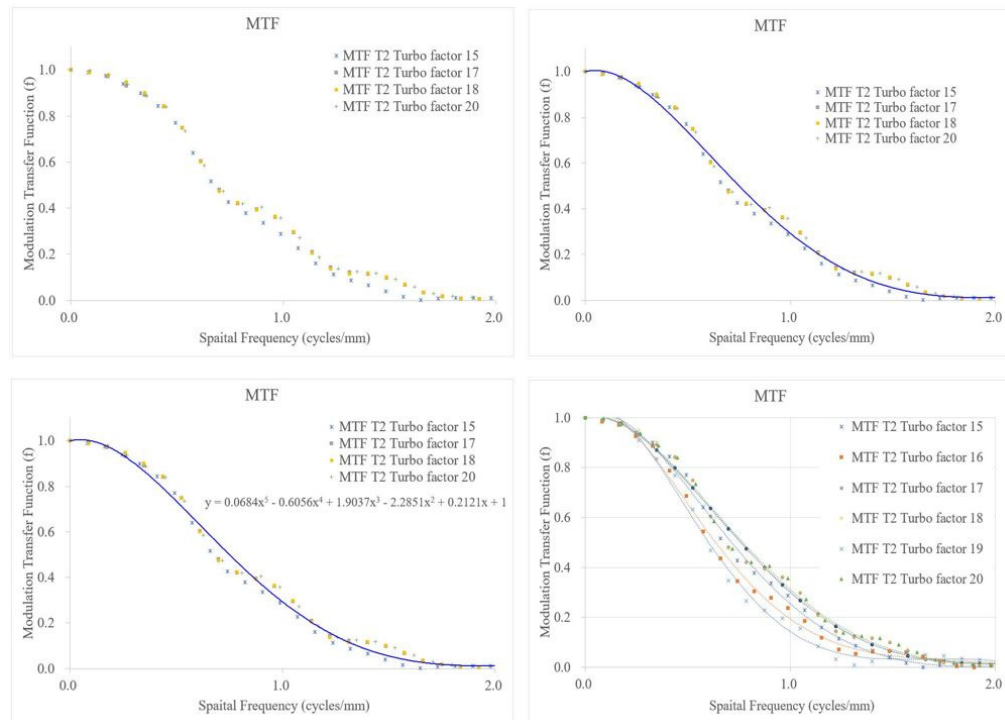 MTF
MTF T2 Turbo factor 15
MTF T2 Turbo factor 17
MTF T2 Turbo factor 18
MTF T2 Turbo factor 20
Modulation Transfer Function (f)
1.0
0.8
0.6
0.4
0.2
0.0
0.0 1.0 2.0
Spaital Frequency (cycles/mm)
MTF
MTF T2 Turbo factor 15
MTF T2 Turbo factor 17
MTF T2 Turbo factor 18
MTF T2 Turbo factor 20
Modulation Transfer Function (f)
1.0
0.8
0.6
0.4
0.2
0.0
0.0 1.0 2.0
Spatial Frequency (cycles/mm)
MTF
MTF T2 Turbo factor 15
MTF T2 Turbo factor 17
MTF T2 Turbo factor 18
MTF T2 Turbo factor 20
y = 0.0684x⁵ - 0.6056x⁴ + 1.9037x³ - 2.2851x² + 0.2121x + 1
Modulation Transfer Function (f)
1.0
0.8
0.6
0.4
0.2
0.0
0.0 1.0 2.0
Spatial Frequency (cycles/mm)
MTF
MTF T2 Turbo factor 15
MTF T2 Turbo factor 16
MTF T2 Turbo factor 17
MTF T2 Turbo factor 18
MTF T2 Turbo factor 19
MTF T2 Turbo factor 20
Modulation Transfer Function (f)
1.0
0.8
0.6
0.4
0.2
0.0
0.0 1.0 2.0
Spatial Frequency (cycles/mm)